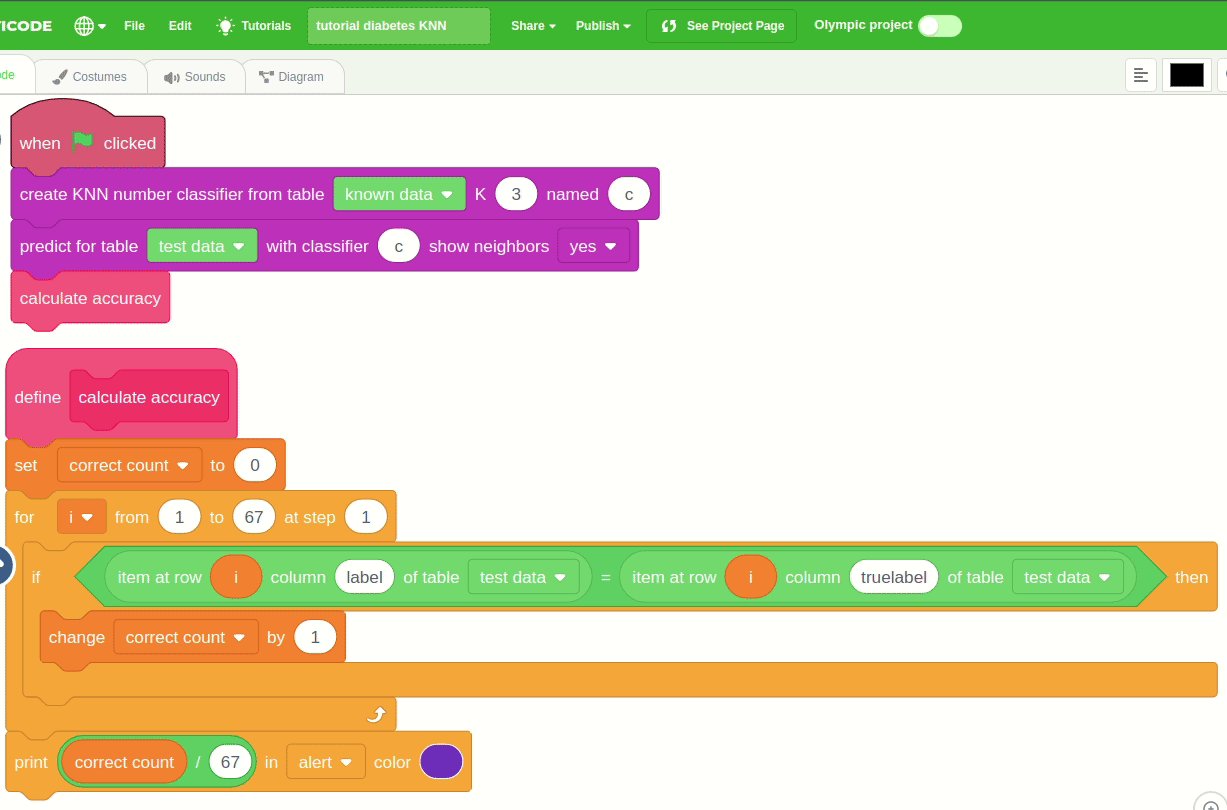 ICODE File Edit Tutorials tutorial diabetes KNN Share Publish See Project Page Olympic project
de Costumes Sounds Diagram
when clicked
create KNN number classifier from table known data K 3 named c
predict for table test data with classifier c show neighbors yes
calculate accuracy
define calculate accuracy
set correct count to 0
for i from 1 to 67 at step 1
if item at row i column label of table test data = item at row i column truelabel of table test data then
change correct count by 1
print correct count / 67 in alert color